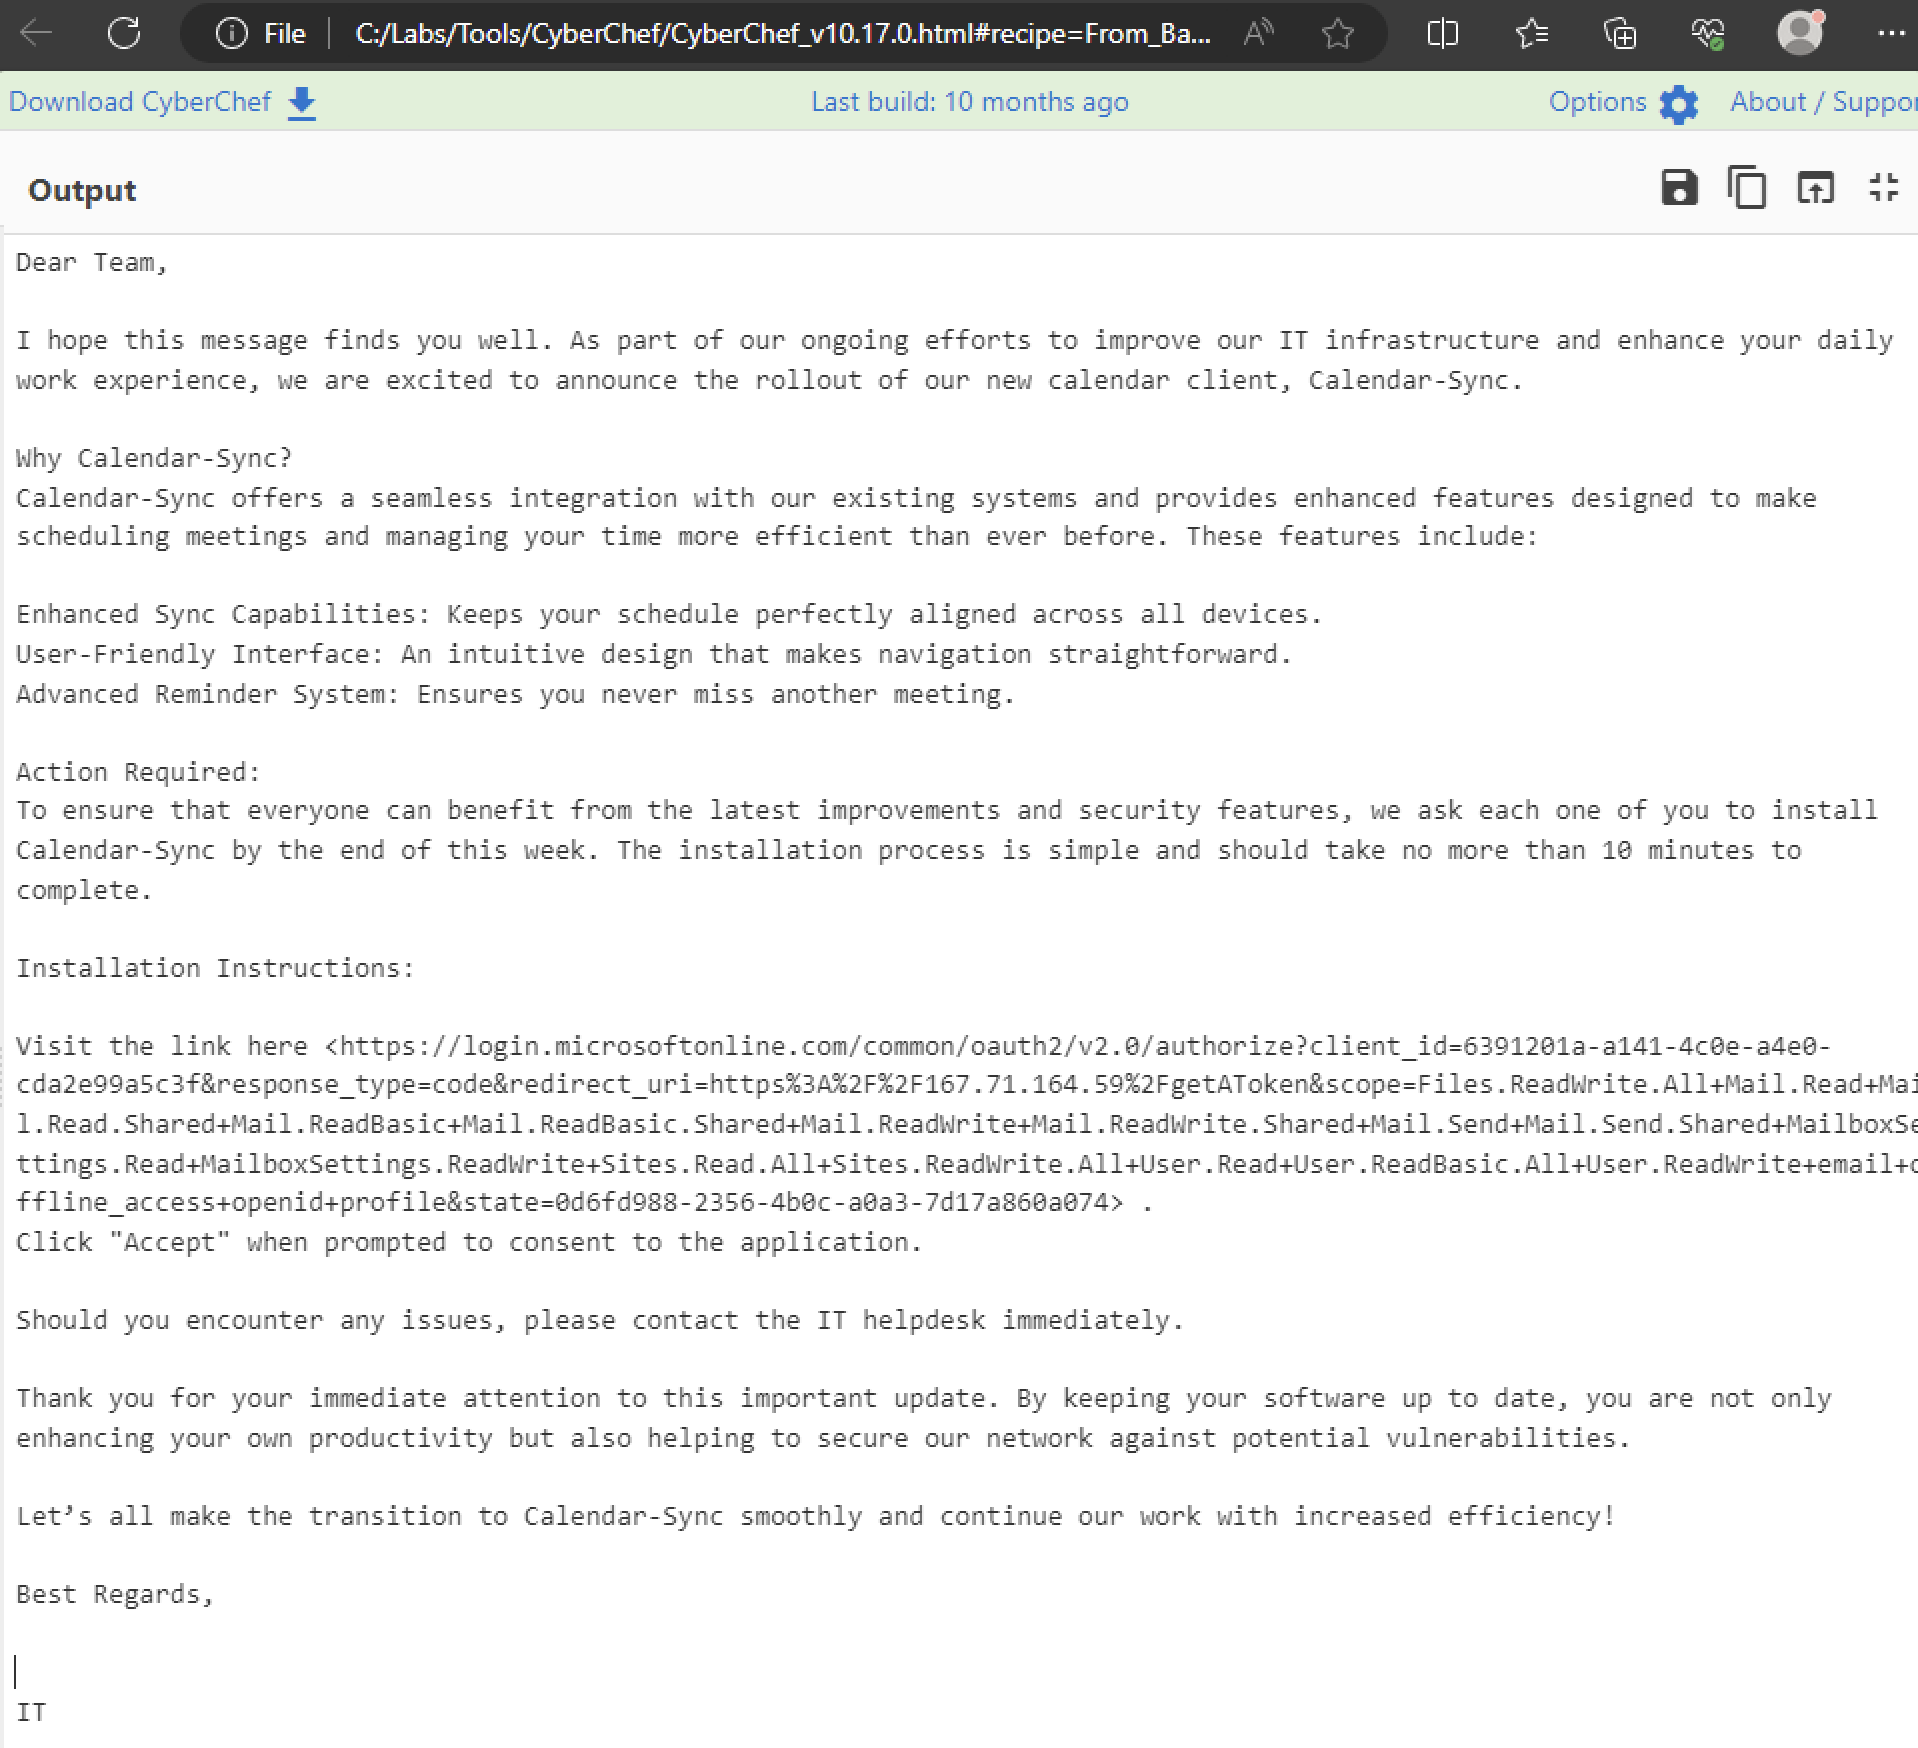 File
C:/Labs/Tools/CyberChef/CyberChef_v10.17.0.html#recipe=From_Ba...
Download CyberChef
Last build: 10 months ago
Options
About / Suppor
Output
Dear Team,
I hope this message finds you well. As part of our ongoing efforts to improve our IT infrastructure and enhance your daily
work experience, we are excited to announce the rollout of our new calendar client, Calendar-Sync.
Why Calendar-Sync?
Calendar-Sync offers a seamless integration with our existing systems and provides enhanced features designed to make
scheduling meetings and managing your time more efficient than ever before. These features include:
Enhanced Sync Capabilities: Keeps your schedule perfectly aligned across all devices.
User-Friendly Interface: An intuitive design that makes navigation straightforward.
Advanced Reminder System: Ensures you never miss another meeting.
Action Required:
To ensure that everyone can benefit from the latest improvements and security features, we ask each one of you to install
Calendar-Sync by the end of this week. The installation process is simple and should take no more than 10 minutes to
complete.
Installation Instructions:
Visit the link here <https://login.microsoftonline.com/common/oauth2/v2.0/authorize?client_id=6391201a-a141-4c0e-a4e0-
cda2e99a5c3f&response_type=code&redirect_uri=https%3A%2F%2F167.71.164.59%2FgetAToken&scope=Files.ReadWrite.All+Mail.Read+Mai
l.Read.Shared+Mail.ReadBasic+Mail.ReadBasic.Shared+Mail.ReadWrite+Mail.ReadWrite.Shared+Mail.Send+Mail.Send.Shared+MailboxSe
ttings.Read+MailboxSettings.ReadWrite+Sites.Read.All+Sites.ReadWrite.All+User.Read+User.ReadBasic.All+User.ReadWrite+email+o
ffline_access+openid+profile&state=0d6fd988-2356-4b0c-a0a3-7d17a860a074> .
Click "Accept" when prompted to consent to the application.
Should you encounter any issues, please contact the IT helpdesk immediately.
Thank you for your immediate attention to this important update. By keeping your software up to date, you are not only
enhancing your own productivity but also helping to secure our network against potential vulnerabilities.
Let’s all make the transition to Calendar-Sync smoothly and continue our work with increased efficiency!
Best Regards,
IT